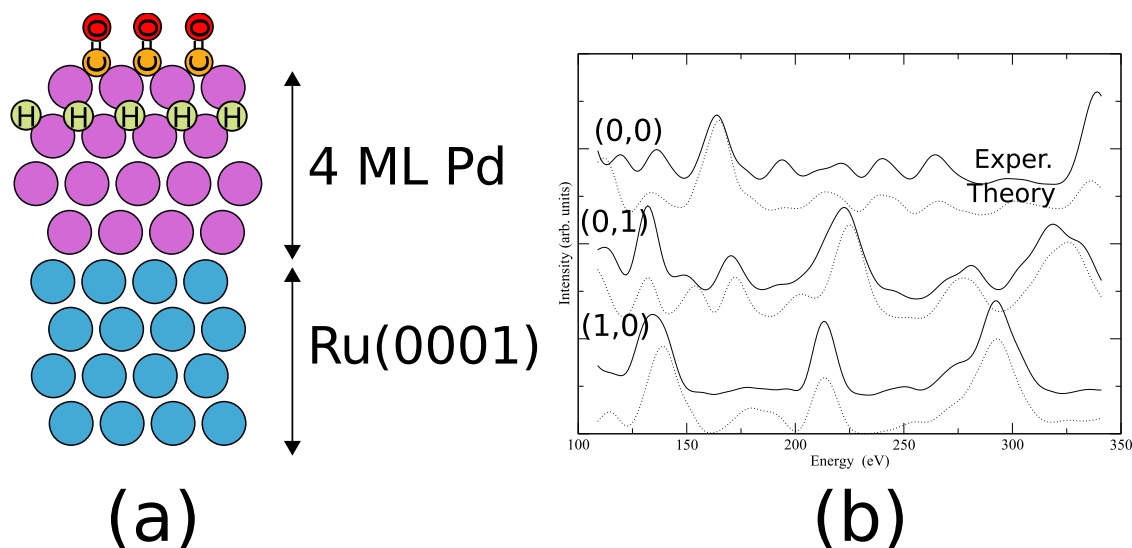 O O O
C C C
H H H H H
4 ML Pd
Ru(0001)
(a)
(0,0)
Exper.
Theory
(0,1)
(1,0)
Intensity (arb. units)
100 150 200 250 300 350
Energy (eV)
(b)